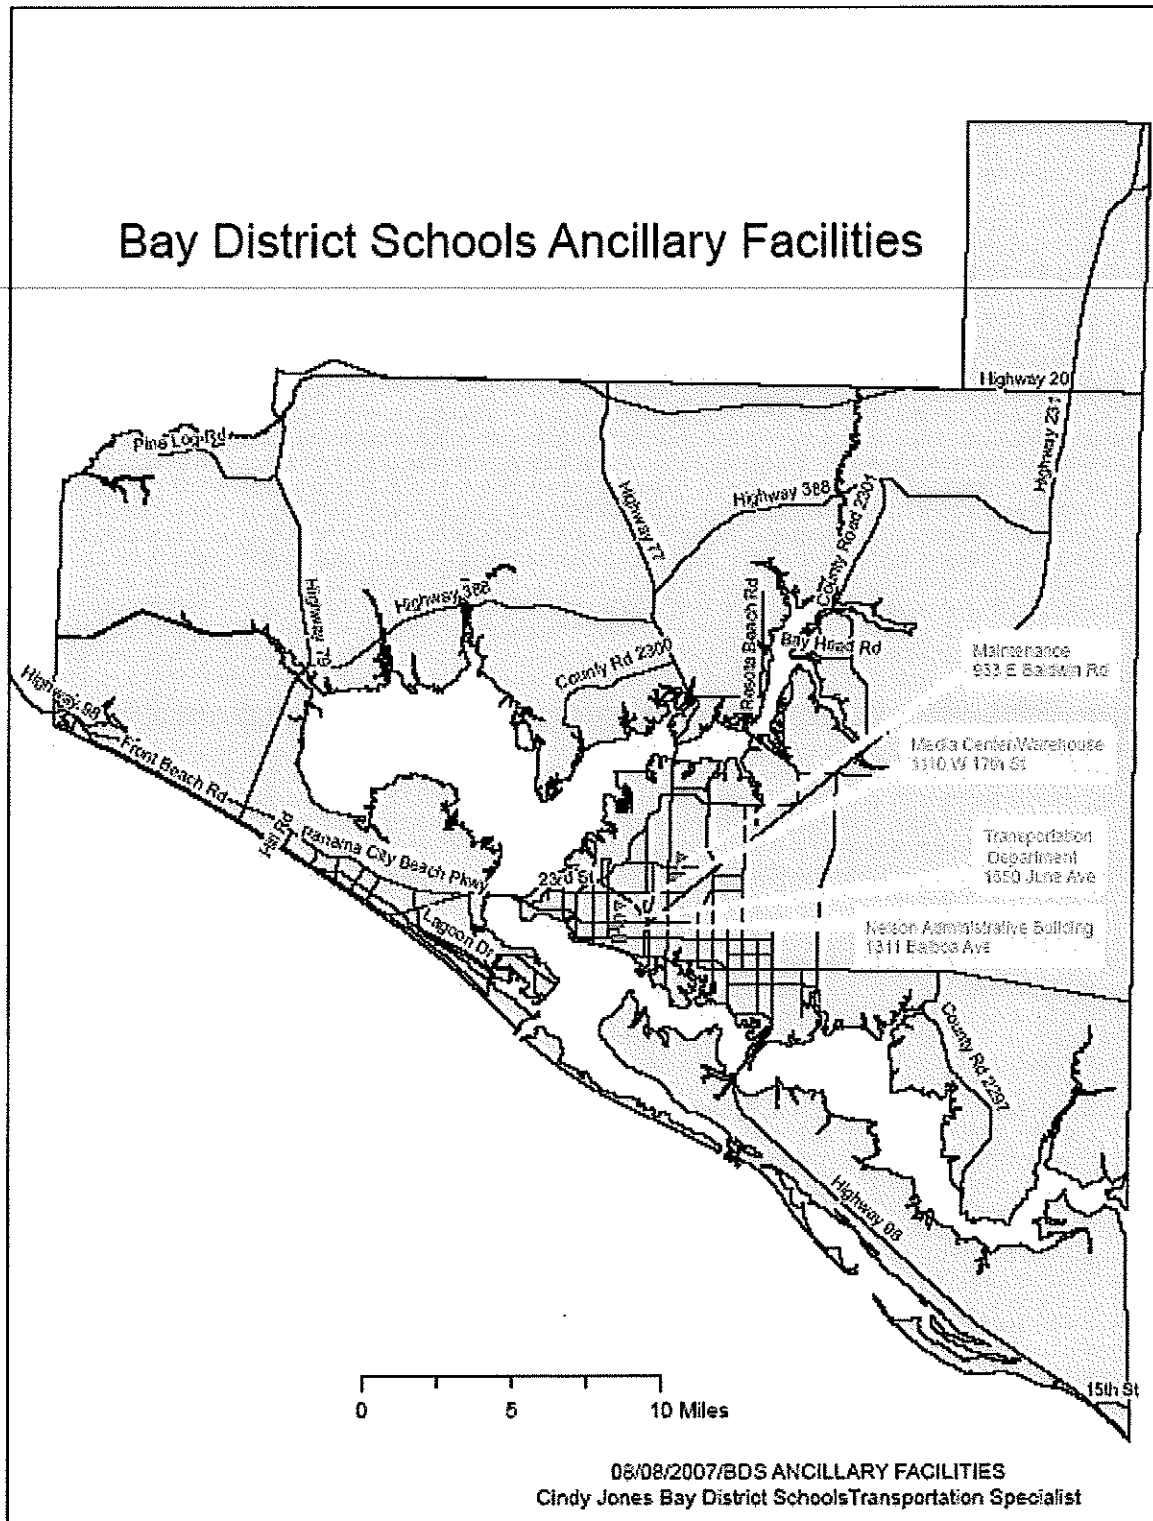 Bay District Schools Ancillary Facilities
Highway 20
Highway 231
Pine Log Rd
Highway 77
Highway 388
County Road 2301
Highway 79
Highway 388
County Rd 2300
Resota Beach Rd
Bay Head Rd
Maintenance
933 E Baldwin Rd
Highway 98
Front Beach Rd
Media Center/Warehouse
1110 W 17th St
Hill Rd
Panama City Beach Pkwy
23rd St
Transportation
Department
1550 June Ave
Lagoon Dr
Nelson Administrative Building
1311 Balboa Ave
County Rd 2297
Highway 98
15th St
0 5 10 Miles
08/08/2007/BDS ANCILLARY FACILITIES
Cindy Jones Bay District SchoolsTransportation Specialist